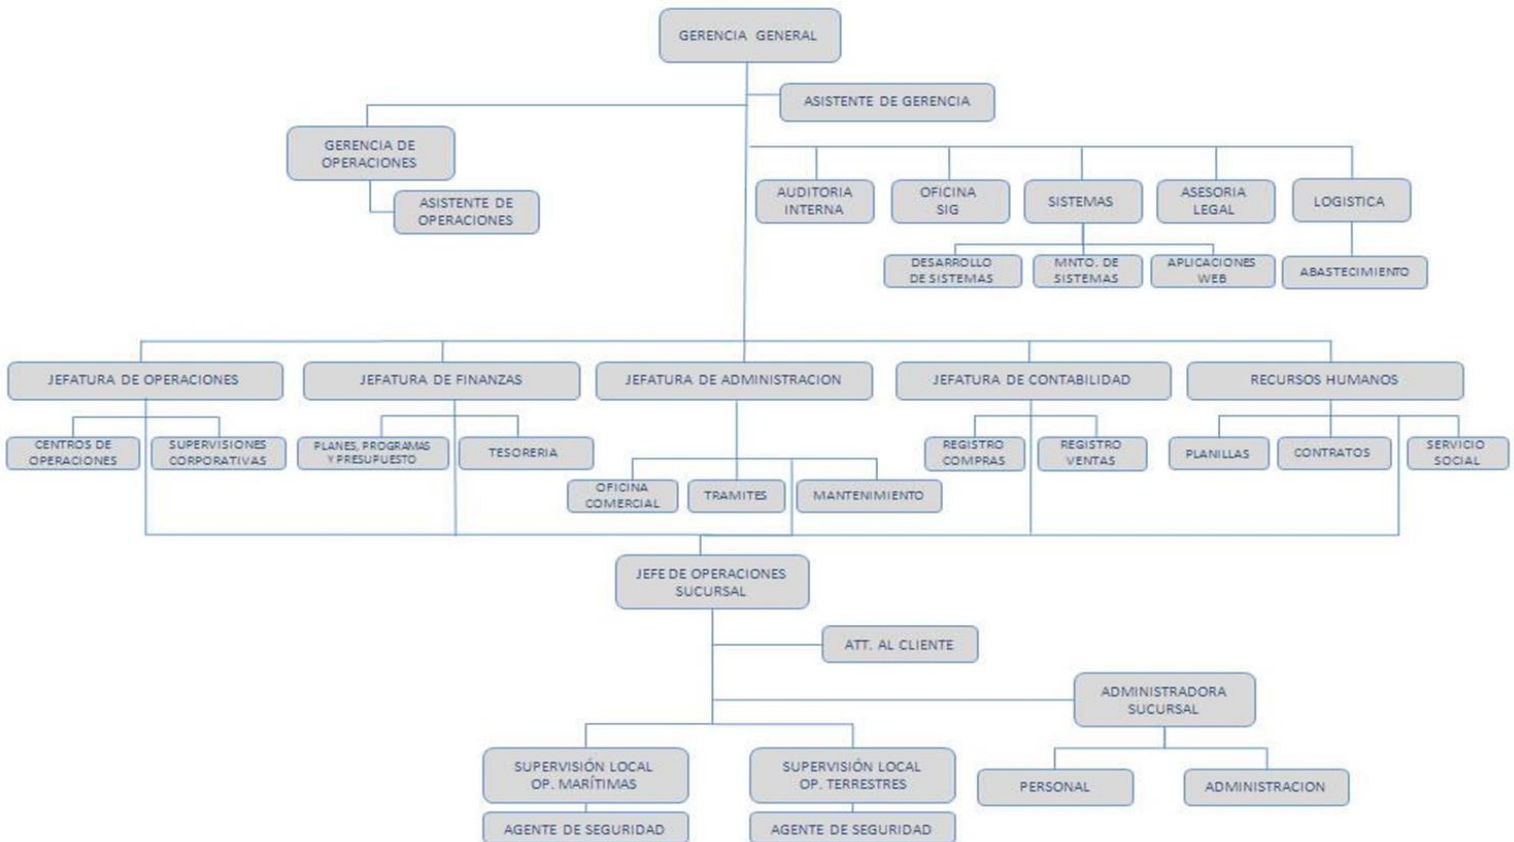 GERENCIA GENERAL
ASISTENTE DE GERENCIA
GERENCIA DE
OPERACIONES
ASISTENTE DE
OPERACIONES
AUDITORIA
INTERNA
OFICINA
SIG
SISTEMAS
ASESORIA
LEGAL
LOGISTICA
DESARROLLO
DE SISTEMAS
MNTO. DE
SISTEMAS
APLICACIONES
WEB
ABASTECIMIENTO
JEFATURA DE OPERACIONES
JEFATURA DE FINANZAS
JEFATURA DE ADMINISTRACION
JEFATURA DE CONTABILIDAD
RECURSOS HUMANOS
CENTROS DE
OPERACIONES
SUPERVISIONES
CORPORATIVAS
PLANES, PROGRAMAS
Y PRESUPUESTO
TESORERIA
OFICINA
COMERCIAL
TRAMITES
MANTENIMIENTO
REGISTRO
COMPRAS
REGISTRO
VENTAS
PLANILLAS
CONTRATOS
SERVICIO
SOCIAL
JEFE DE OPERACIONES
SUCURSAL
ATT. AL CLIENTE
ADMINISTRADORA
SUCURSAL
SUPERVISIÓN LOCAL
OP. MARÍTIMAS
SUPERVISIÓN LOCAL
OP. TERRESTRES
PERSONAL
ADMINISTRACION
AGENTE DE SEGURIDAD
AGENTE DE SEGURIDAD